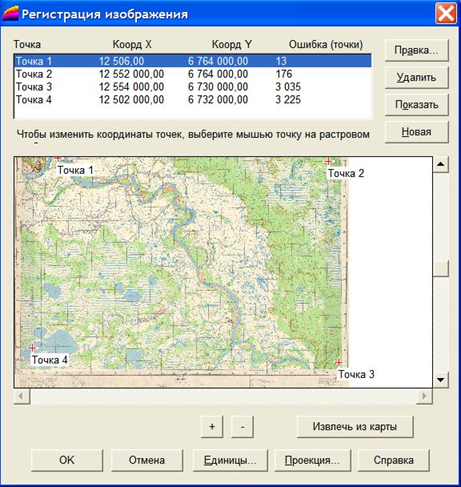 Регистрация изображения
Точка Коорд X Коорд Y Ошибка (точки)
Точка 1 12 506,00 6 764 000,00 13
Точка 2 12 552 000,00 6 764 000,00 176
Точка 3 12 554 000,00 6 730 000,00 3 035
Точка 4 12 502 000,00 6 732 000,00 3 225
Правка...
Удалить
Показать
Новая
Чтобы изменить координаты точек, выберите мышью точку на растровом
Точка 1
Точка 2
Точка 4
Точка 3
+ - Извлечь из карты
OK Отмена Единицы... Проекция... Справка